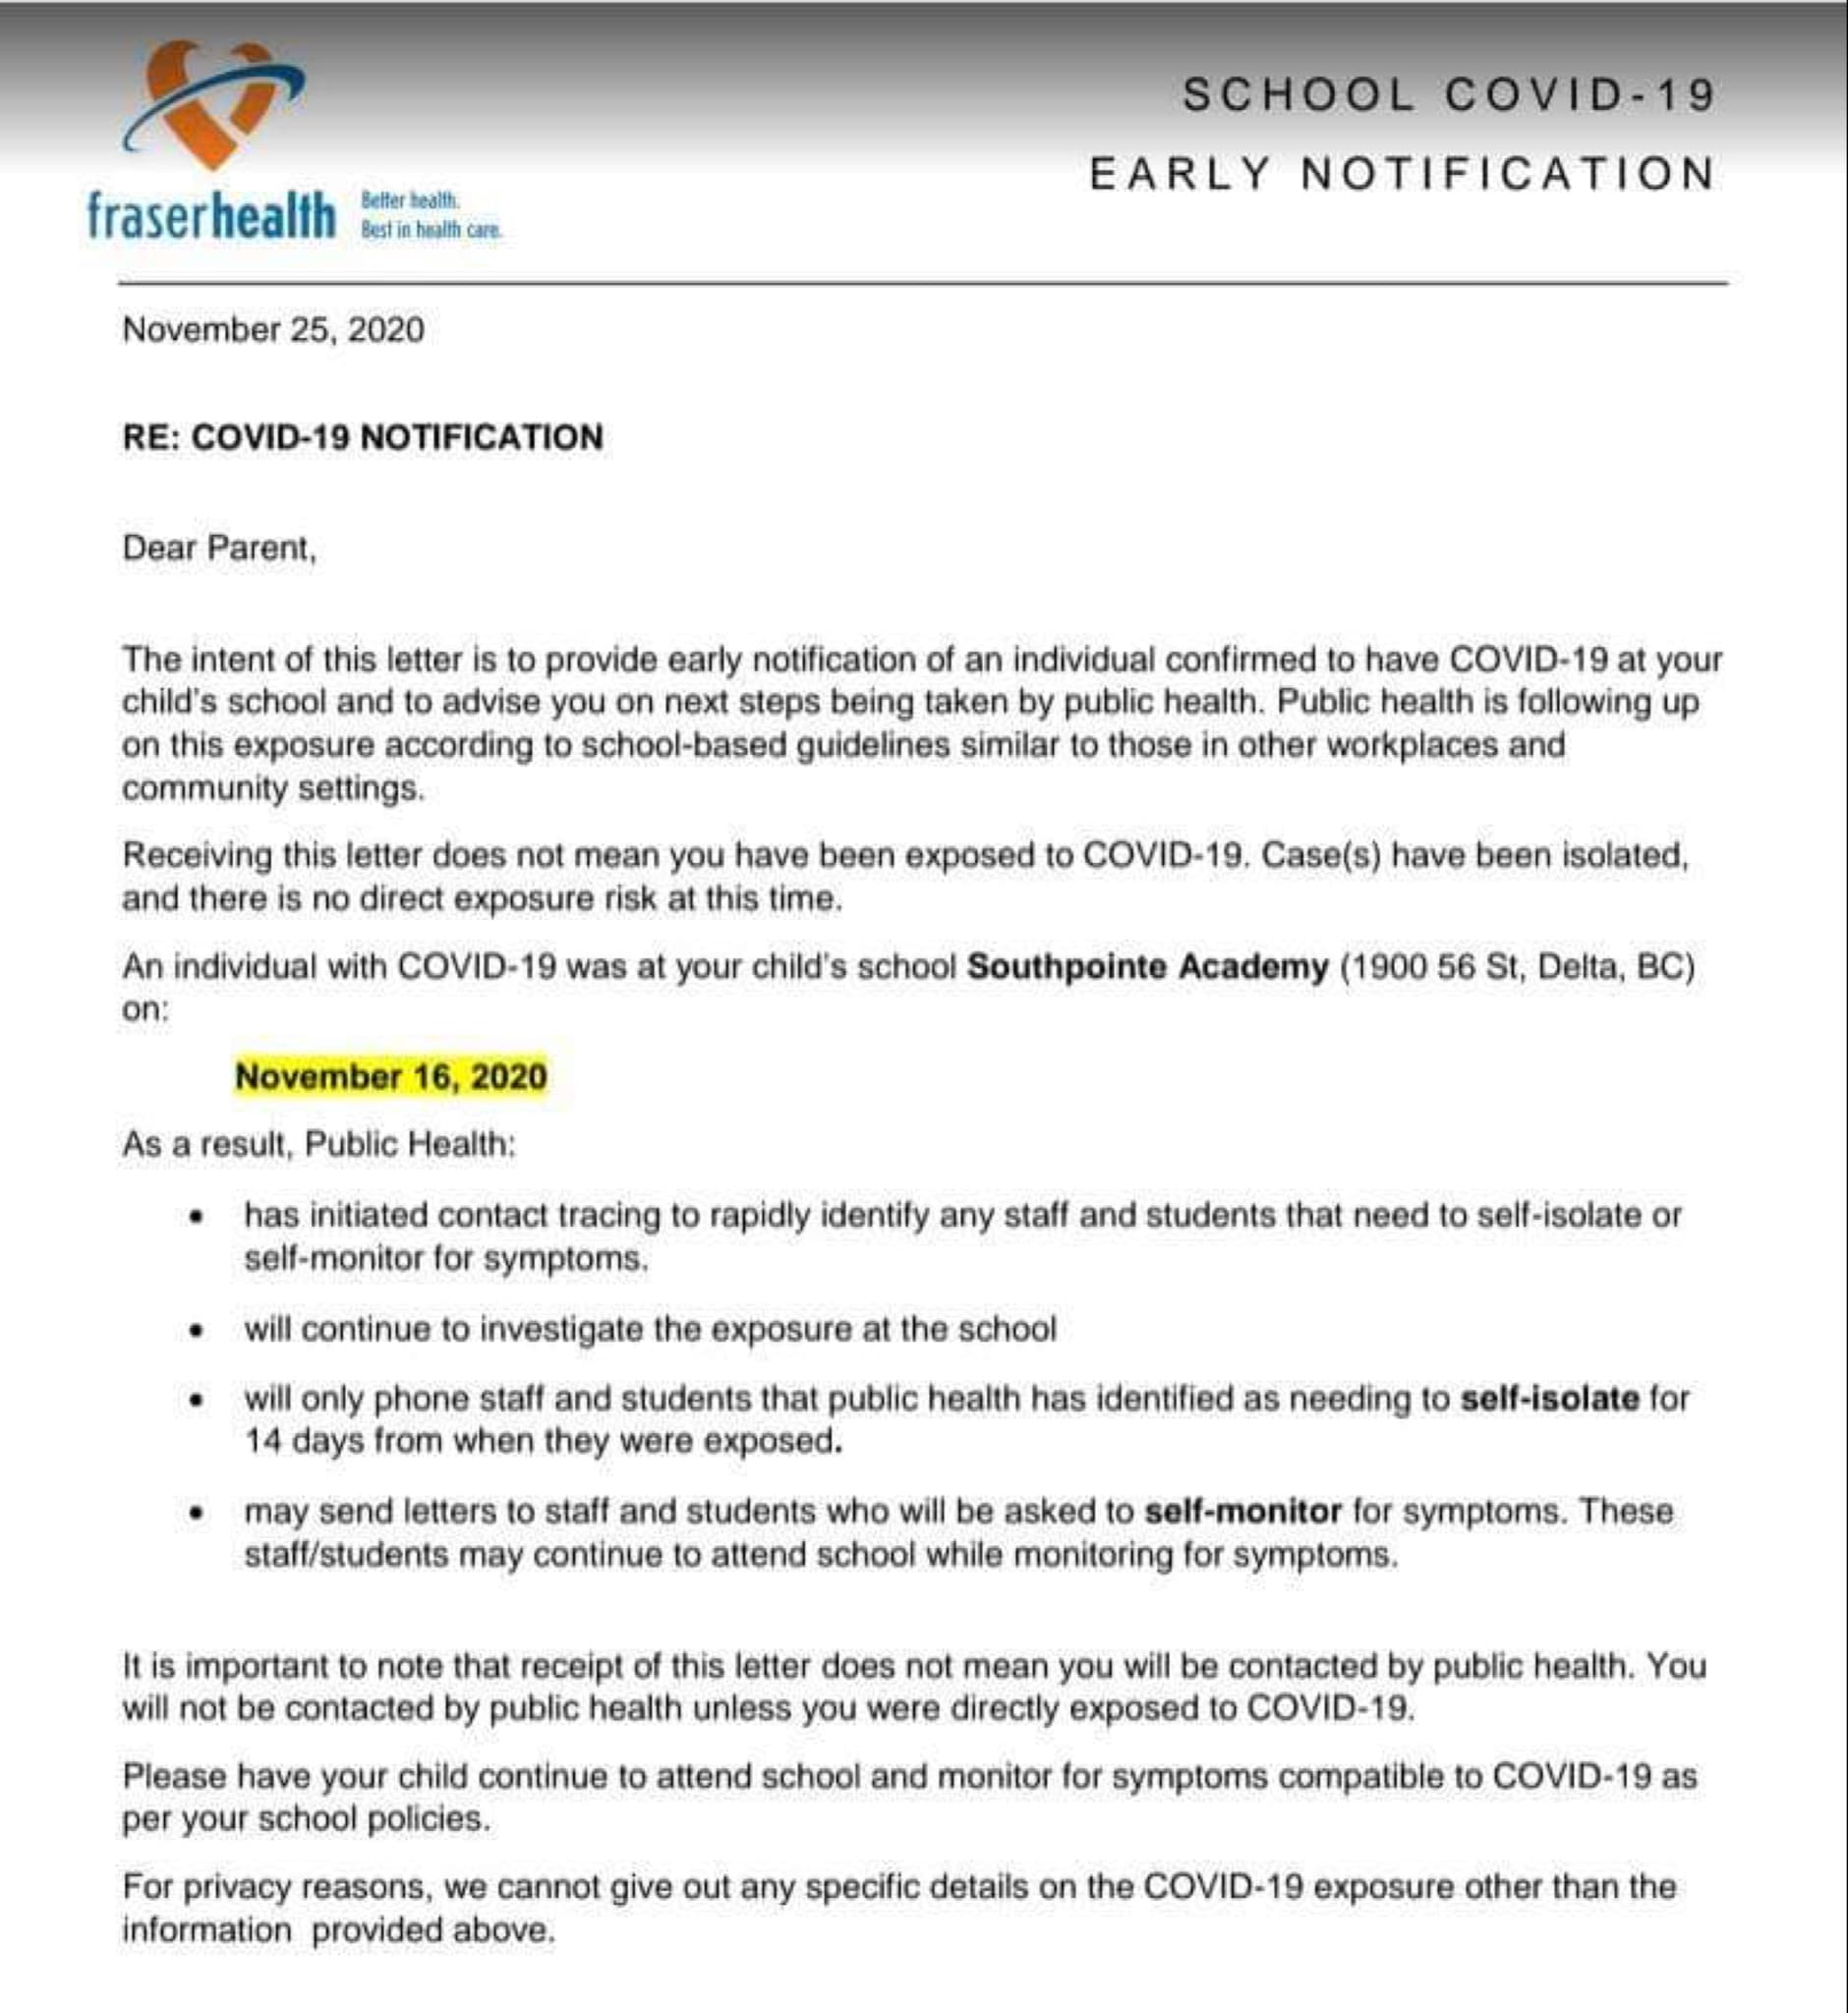 SCHOOL COVID-19
EARLY NOTIFICATION
fraserhealth
Better health.
Best in health care.
November 25, 2020
RE: COVID-19 NOTIFICATION
Dear Parent,
The intent of this letter is to provide early notification of an individual confirmed to have COVID-19 at your
child's school and to advise you on next steps being taken by public health. Public health is following up
on this exposure according to school-based guidelines similar to those in other workplaces and
community settings.
Receiving this letter does not mean you have been exposed to COVID-19. Case(s) have been isolated,
and there is no direct exposure risk at this time.
An individual with COVID-19 was at your child's school Southpointe Academy (1900 56 St, Delta, BC)
on:
November 16, 2020
As a result, Public Health:
• has initiated contact tracing to rapidly identify any staff and students that need to self-isolate or
self-monitor for symptoms.
• will continue to investigate the exposure at the school
• will only phone staff and students that public health has identified as needing to self-isolate for
14 days from when they were exposed.
• may send letters to staff and students who will be asked to self-monitor for symptoms. These
staff/students may continue to attend school while monitoring for symptoms.
It is important to note that receipt of this letter does not mean you will be contacted by public health. You
will not be contacted by public health unless you were directly exposed to COVID-19.
Please have your child continue to attend school and monitor for symptoms compatible to COVID-19 as
per your school policies.
For privacy reasons, we cannot give out any specific details on the COVID-19 exposure other than the
information provided above.